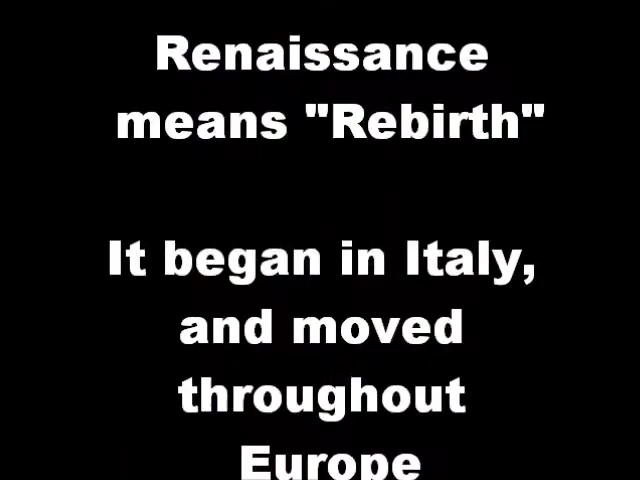 Renaissance
means "Rebirth"
It began in Italy,
and moved
throughout
Europe